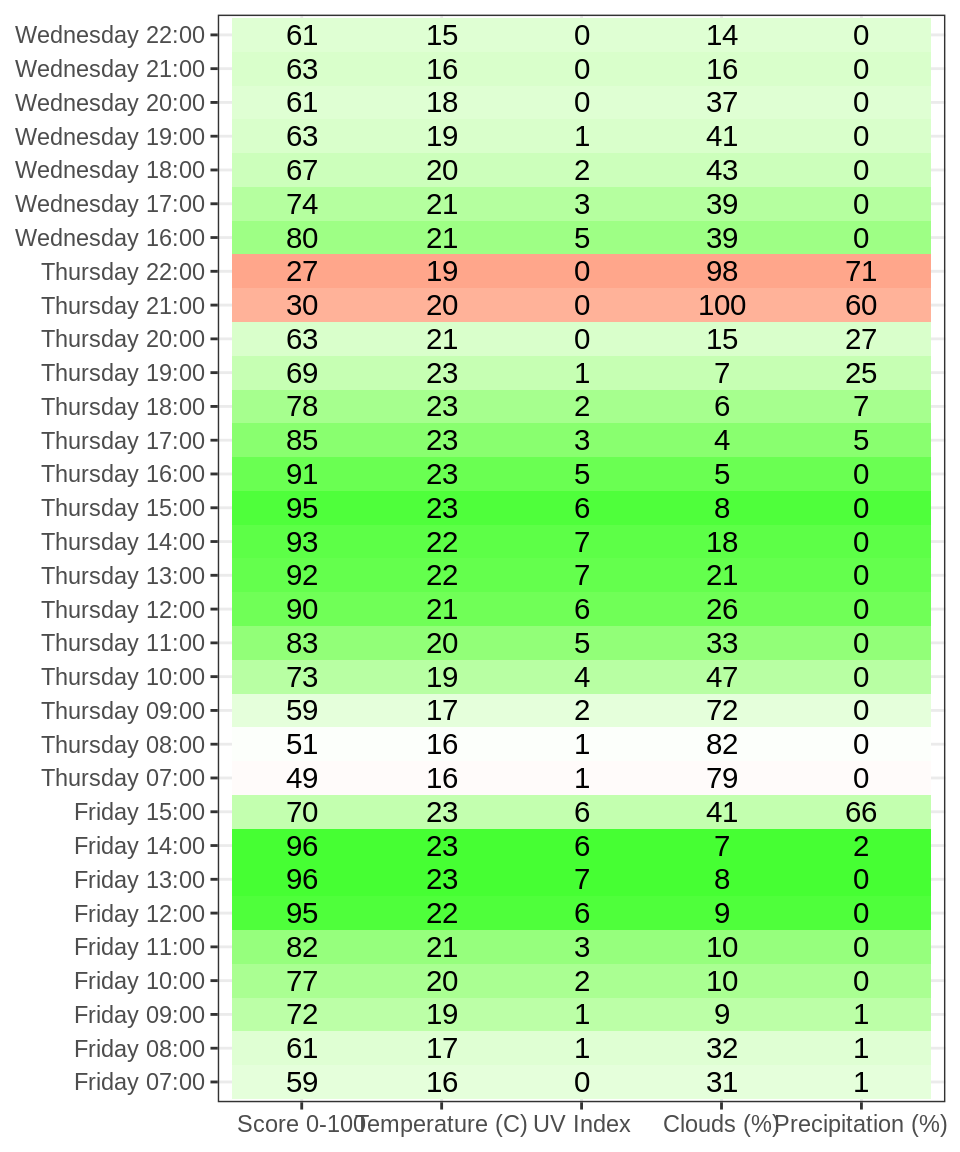 Wednesday 22:00 61 15 0 14 0
Wednesday 21:00 63 16 0 16 0
Wednesday 20:00 61 18 0 37 0
Wednesday 19:00 63 19 1 41 0
Wednesday 18:00 67 20 2 43 0
Wednesday 17:00 74 21 3 39 0
Wednesday 16:00 80 21 5 39 0
Thursday 22:00 27 19 0 98 71
Thursday 21:00 30 20 0 100 60
Thursday 20:00 63 21 0 15 27
Thursday 19:00 69 23 1 7 25
Thursday 18:00 78 23 2 6 7
Thursday 17:00 85 23 3 4 5
Thursday 16:00 91 23 5 5 0
Thursday 15:00 95 23 6 8 0
Thursday 14:00 93 22 7 18 0
Thursday 13:00 92 22 7 21 0
Thursday 12:00 90 21 6 26 0
Thursday 11:00 83 20 5 33 0
Thursday 10:00 73 19 4 47 0
Thursday 09:00 59 17 2 72 0
Thursday 08:00 51 16 1 82 0
Thursday 07:00 49 16 1 79 0
Friday 15:00 70 23 6 41 66
Friday 14:00 96 23 6 7 2
Friday 13:00 96 23 7 8 0
Friday 12:00 95 22 6 9 0
Friday 11:00 82 21 3 10 0
Friday 10:00 77 20 2 10 0
Friday 09:00 72 19 1 9 1
Friday 08:00 61 17 1 32 1
Friday 07:00 59 16 0 31 1
Score 0-100 Temperature (C) UV Index Clouds (%) Precipitation (%)